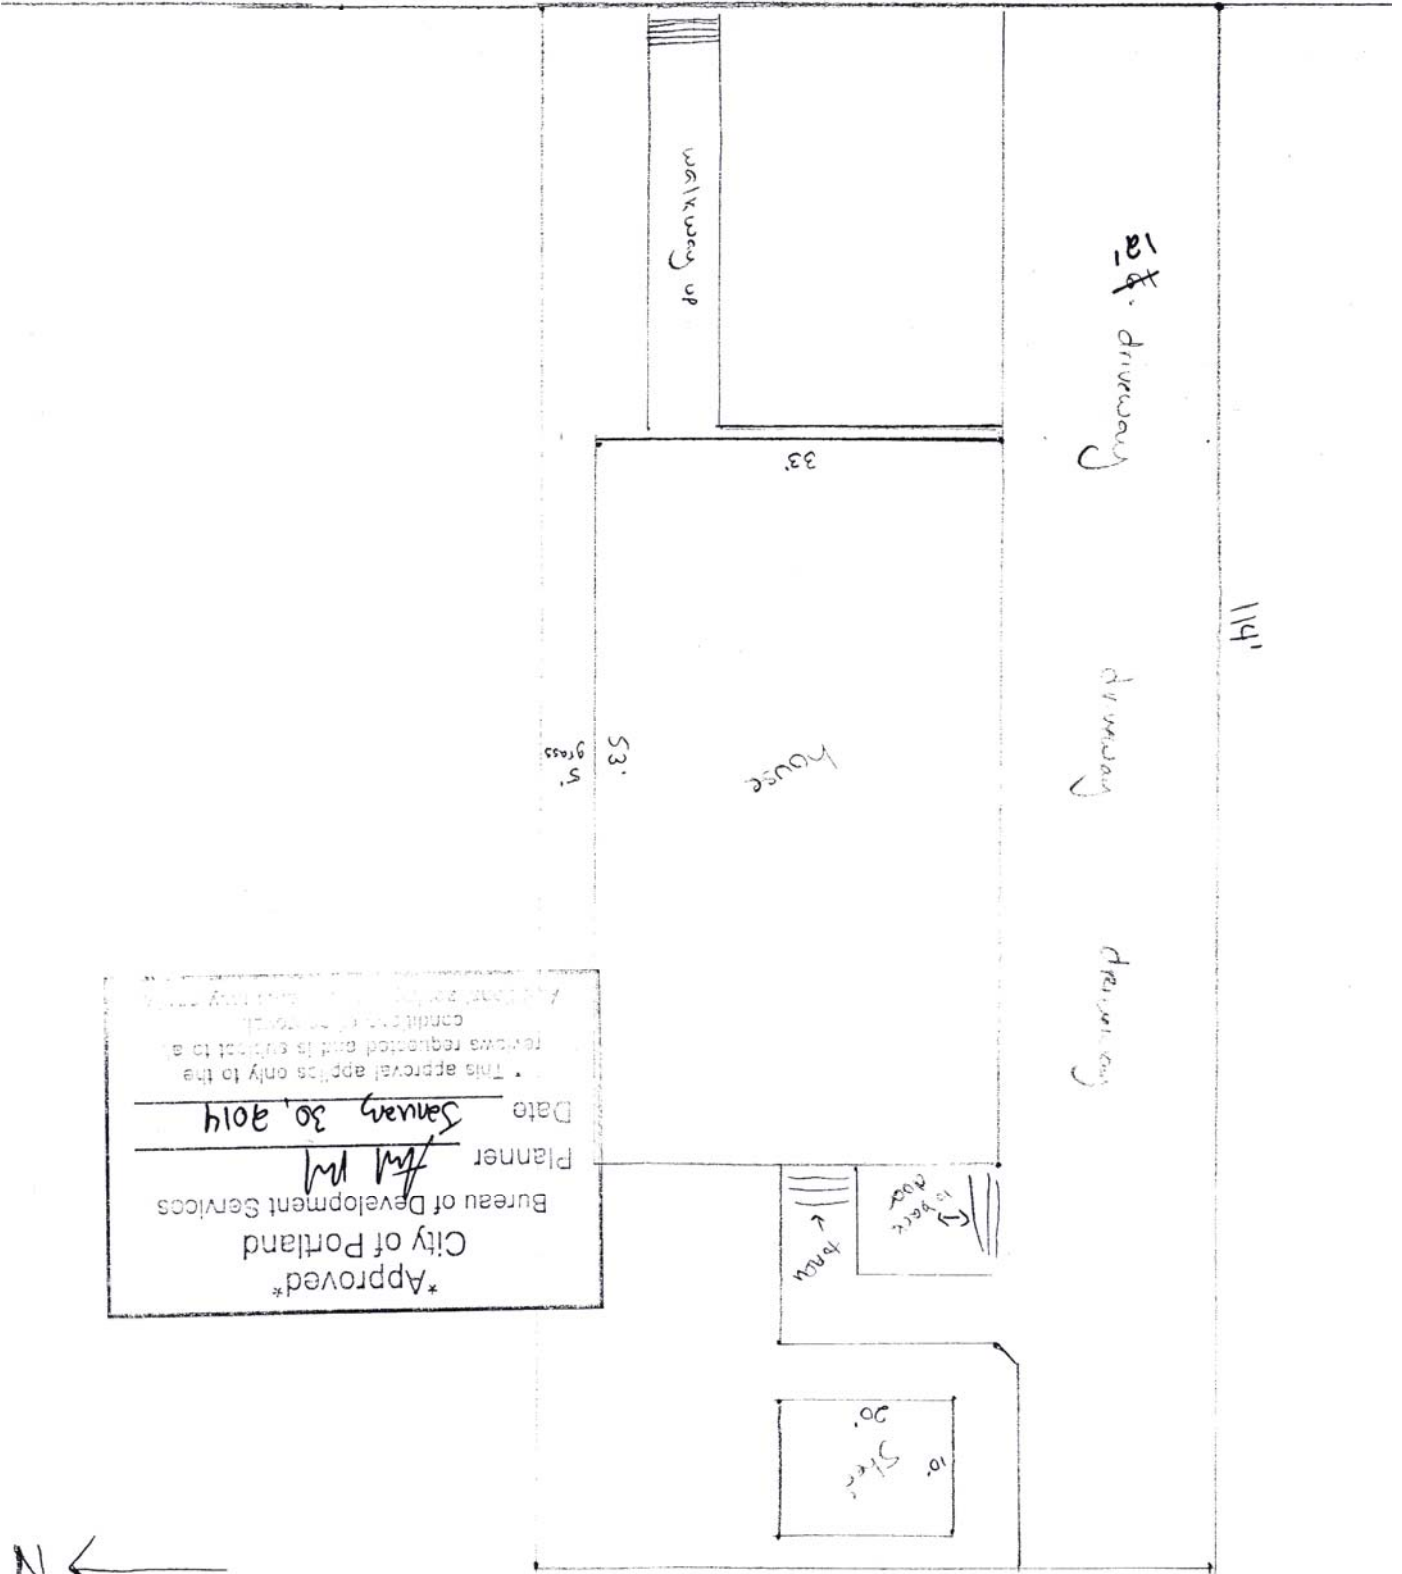 walkway up
12' driveway
33'
114'
driveway
house
53'
5'
grass
driveway
to back
door
20'
Shed
10'
N
*Approved*
City of Portland
Bureau of Development Services
Planner
Date January 30, 2014
* This approval applies only to the
reviews requested and is subject to all
conditions of approval.